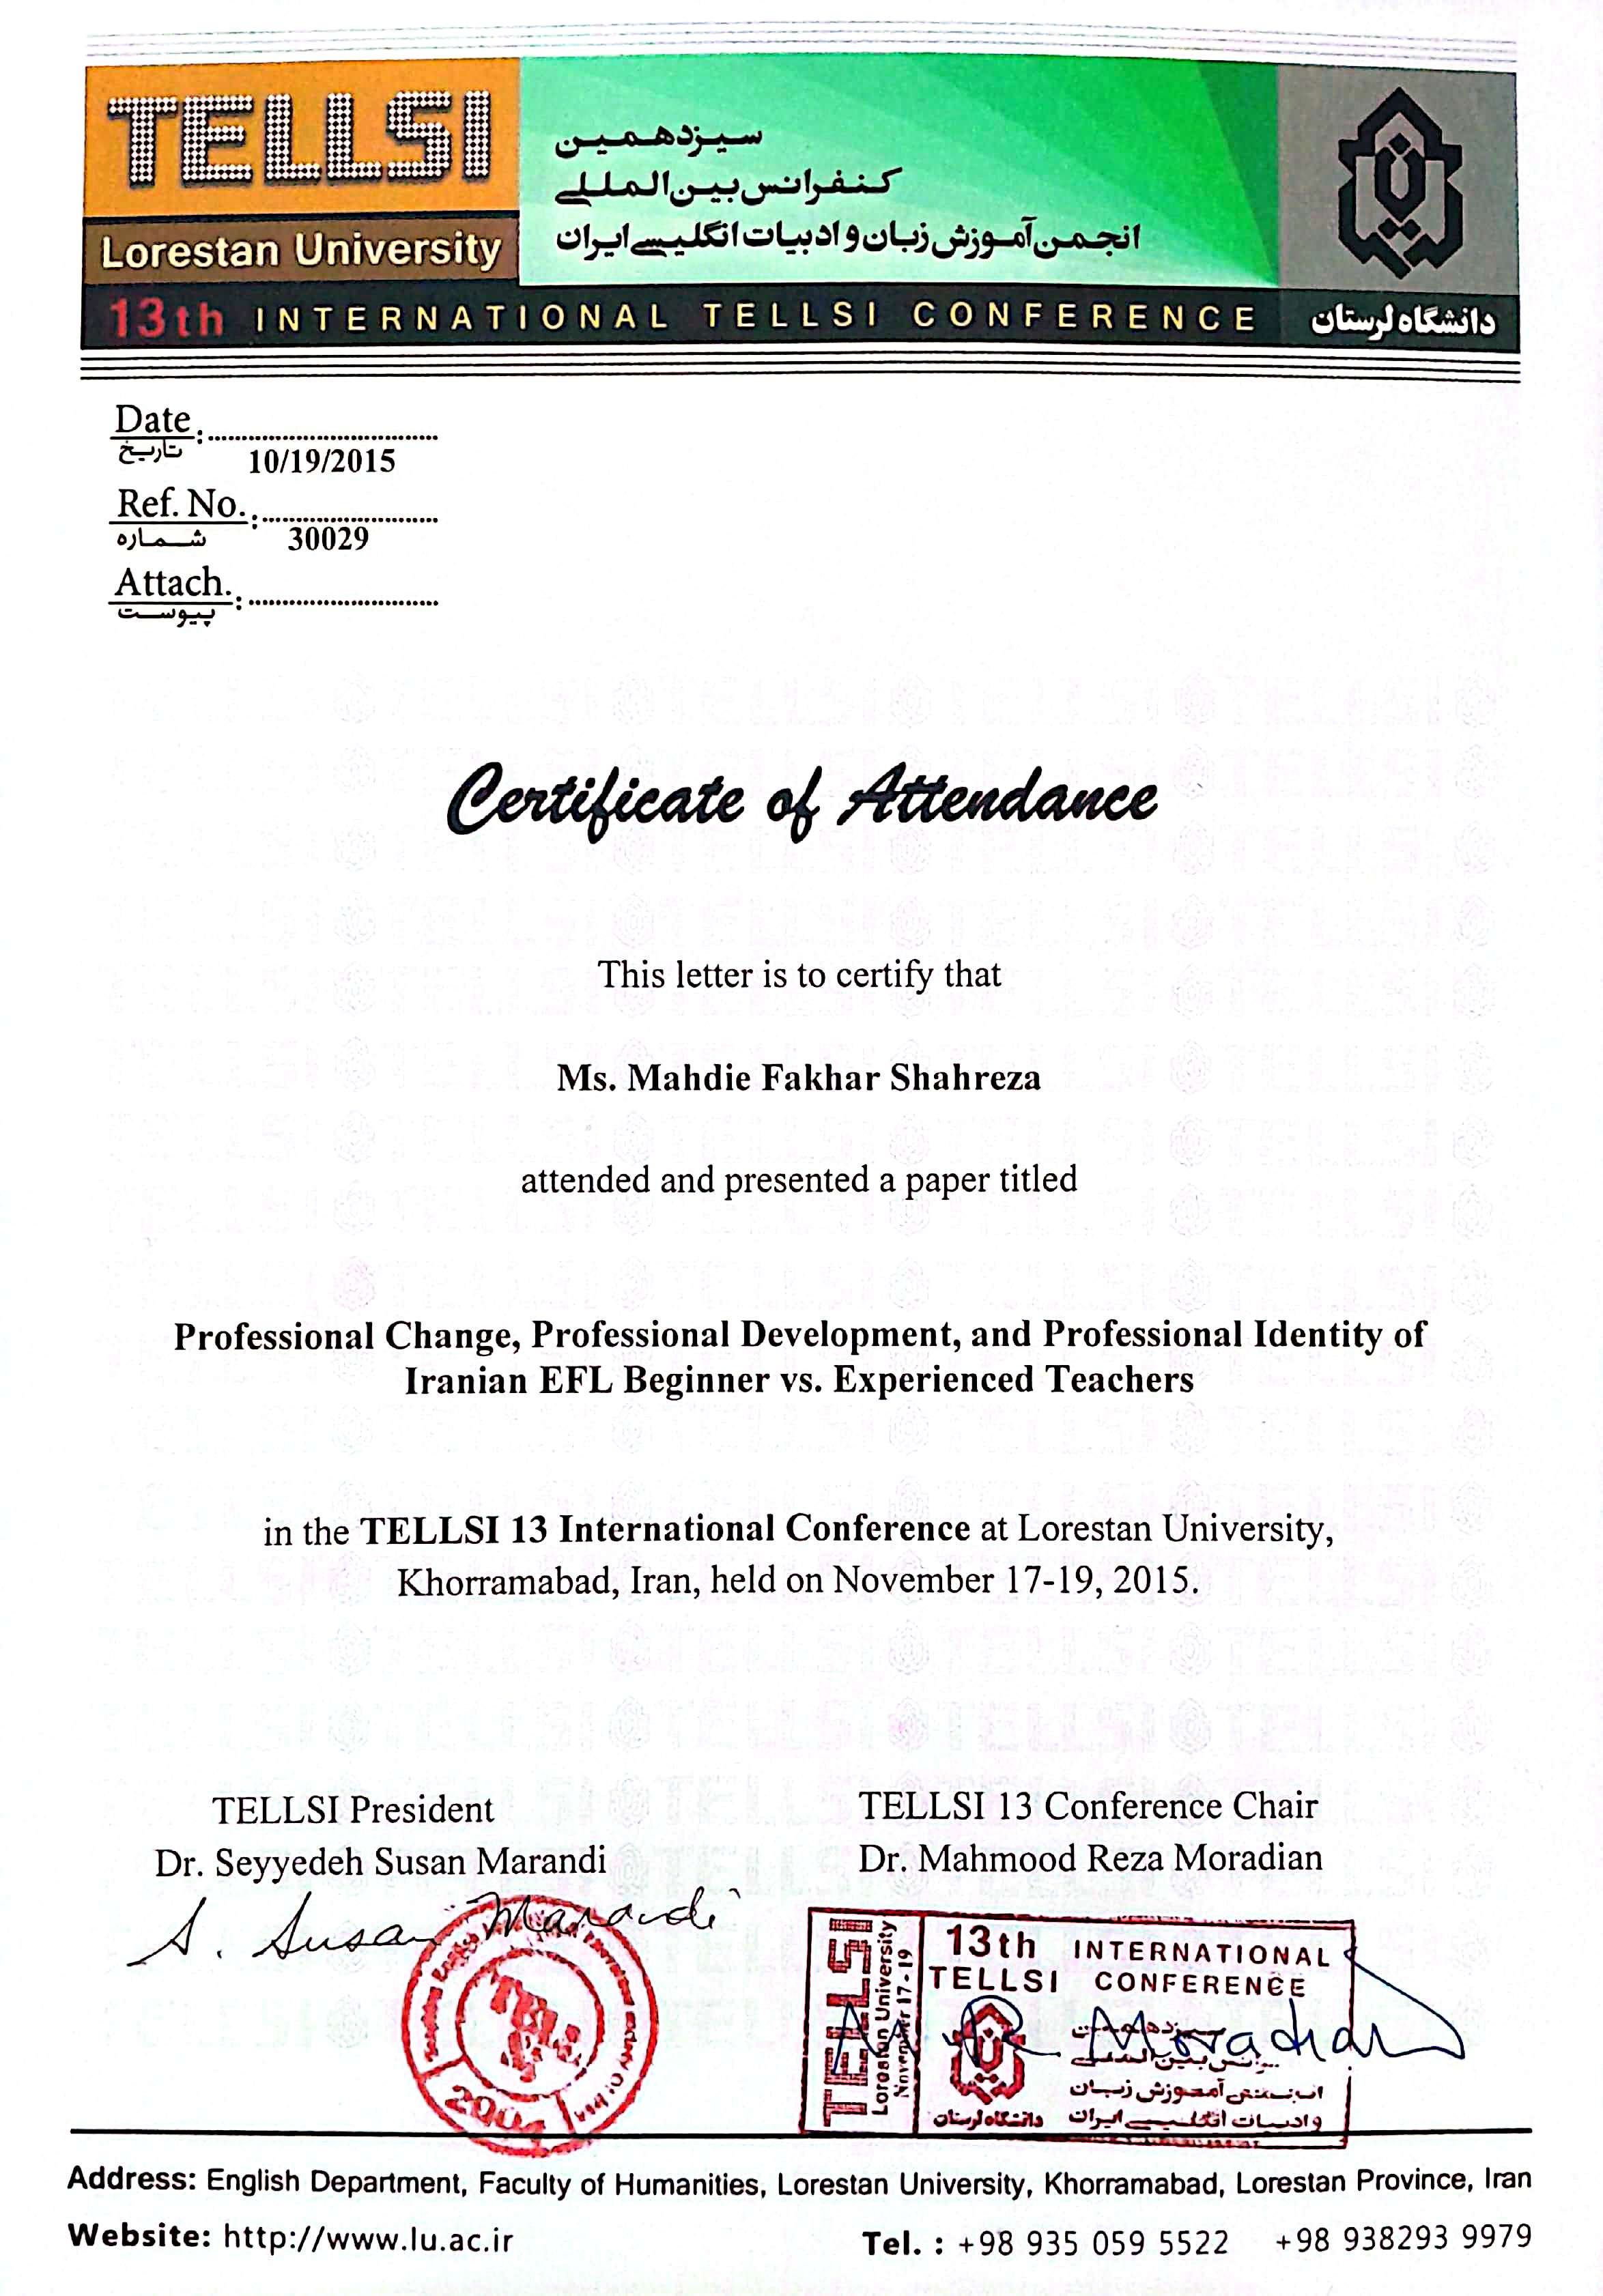 TELLSI
Lorestan University
سیزدهمین
کنفرانس بین‌المللی
انجمن آموزش زبان و ادبیات انگلیسی ایران
13th INTERNATIONAL TELLSI CONFERENCE
دانشگاه لرستان
Date:
تاریخ
10/19/2015
Ref. No.:
شماره
30029
Attach.:
پیوست
Certificate of Attendance
This letter is to certify that
Ms. Mahdie Fakhar Shahreza
attended and presented a paper titled
Professional Change, Professional Development, and Professional Identity of
Iranian EFL Beginner vs. Experienced Teachers
in the TELLSI 13 International Conference at Lorestan University,
Khorramabad, Iran, held on November 17-19, 2015.
TELLSI President
Dr. Seyyedeh Susan Marandi
S. Susan Marandi
2004
TELLSI 13 Conference Chair
Dr. Mahmood Reza Moradian
TELLSI
Lorestan University
November 17-19
13th INTERNATIONAL
TELLSI CONFERENCE
آموزش زبان
و ادبیات انگلیسی ایران
دانشگاه لرستان
M. R. Moradian
Address: English Department, Faculty of Humanities, Lorestan University, Khorramabad, Lorestan Province, Iran
Website: http://www.lu.ac.ir
Tel. : +98 935 059 5522 +98 938293 9979